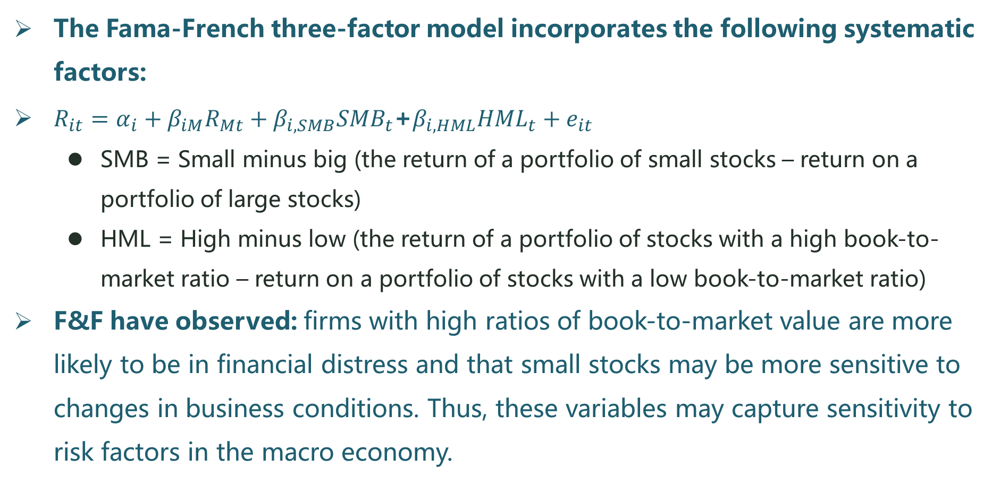 ➢ The Fama-French three-factor model incorporates the following systematic
factors:
➢ R_{it} = α_i + β_{iM}R_{Mt} + β_{i,SMB}SMB_t + β_{i,HML}HML_t + e_{it}
● SMB = Small minus big (the return of a portfolio of small stocks – return on a
portfolio of large stocks)
● HML = High minus low (the return of a portfolio of stocks with a high book-to-
market ratio – return on a portfolio of stocks with a low book-to-market ratio)
➢ F&F have observed: firms with high ratios of book-to-market value are more
likely to be in financial distress and that small stocks may be more sensitive to
changes in business conditions. Thus, these variables may capture sensitivity to
risk factors in the macro economy.